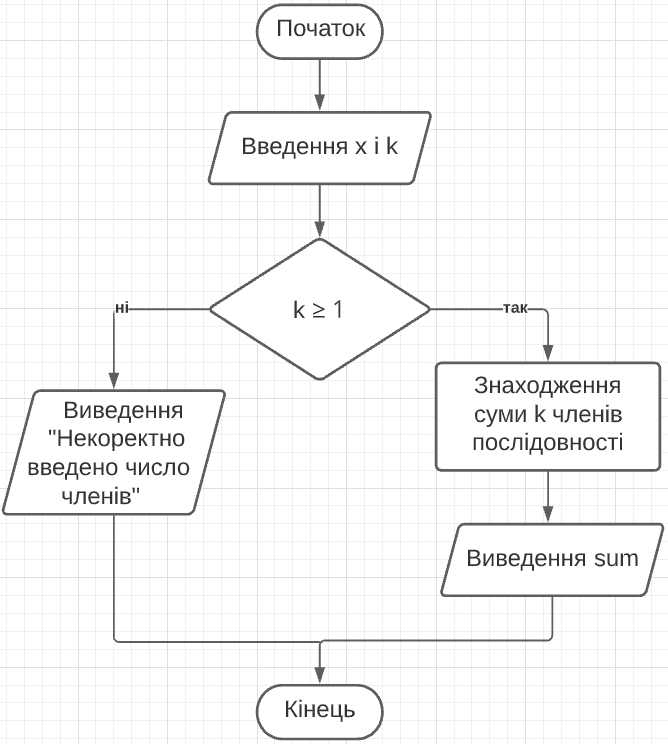 Початок
Введення x і k
k ≥ 1
ні
так
Виведення
"Некоректно
введено число
членів"
Знаходження
суми k членів
послідовності
Виведення sum
Кінець